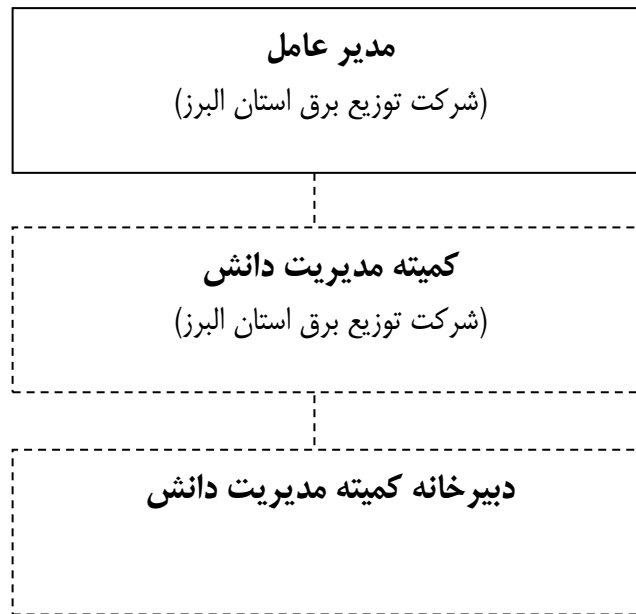 مدیر عامل
(شرکت توزیع برق استان البرز)
کمیته مدیریت دانش
(شرکت توزیع برق استان البرز)
دبیرخانه کمیته مدیریت دانش